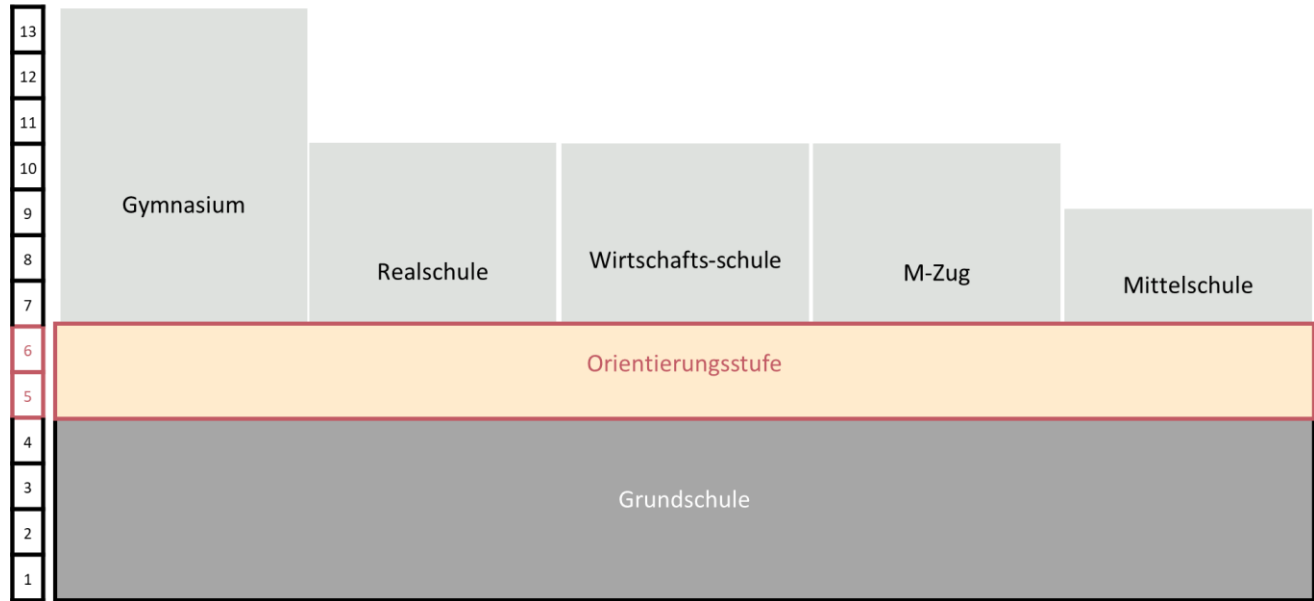 13
12
11
10
9
8
7
6
5
4
3
2
1
Gymnasium
Realschule
Wirtschafts-schule
M-Zug
Mittelschule
Orientierungsstufe
Grundschule